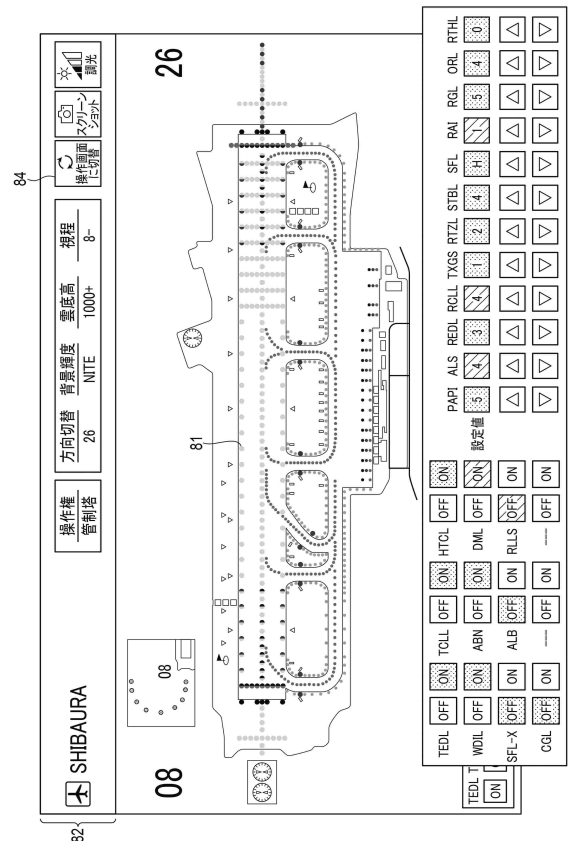 82
SHIBAURA
操作権
管制塔
方向切替
26
背景輝度
NITE
雲底高
1000+
視程
8-
84
操作画面
に切替
スクリーン
ショット
調光
08
08
81
26
TEDL T
ON
TEDL OFF ON TCLL OFF ON HTCL OFF ON
WDIL OFF ON ABN OFF ON DML OFF ON
SFL-X OFF ON ALB OFF ON RLLS OFF ON
CGL OFF ON --- OFF ON --- OFF ON
PAPI ALS REDL RCLL TXGS RTZL STBL SFL RAI RGL ORL RTHL
設定値 5 4 3 4 1 2 4 H 1 5 4 0